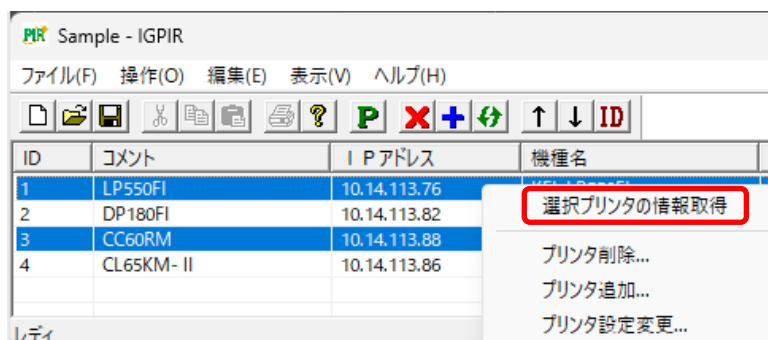 PIR Sample - IGPIR
ファイル(F) 操作(O) 編集(E) 表示(V) ヘルプ(H)
P ID
ID コメント ＩＰアドレス 機種名
1 LP550FI 10.14.113.76
2 DP180FI 10.14.113.82
3 CC60RM 10.14.113.88
4 CL65KM-II 10.14.113.86
選択プリンタの情報取得
プリンタ削除...
プリンタ追加...
プリンタ設定変更...
レディ